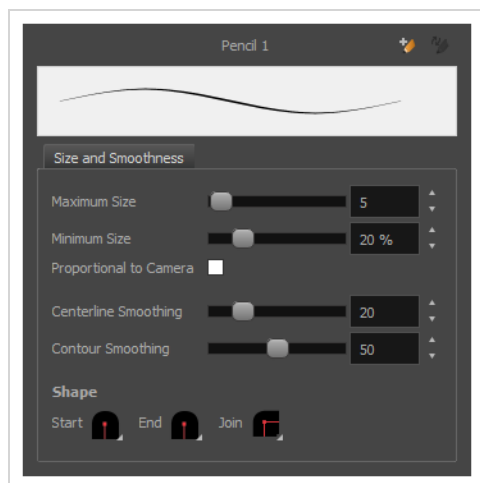 Pencil 1
Size and Smoothness
Maximum Size 5
Minimum Size 20 %
Proportional to Camera
Centerline Smoothing 20
Contour Smoothing 50
Shape
Start End Join